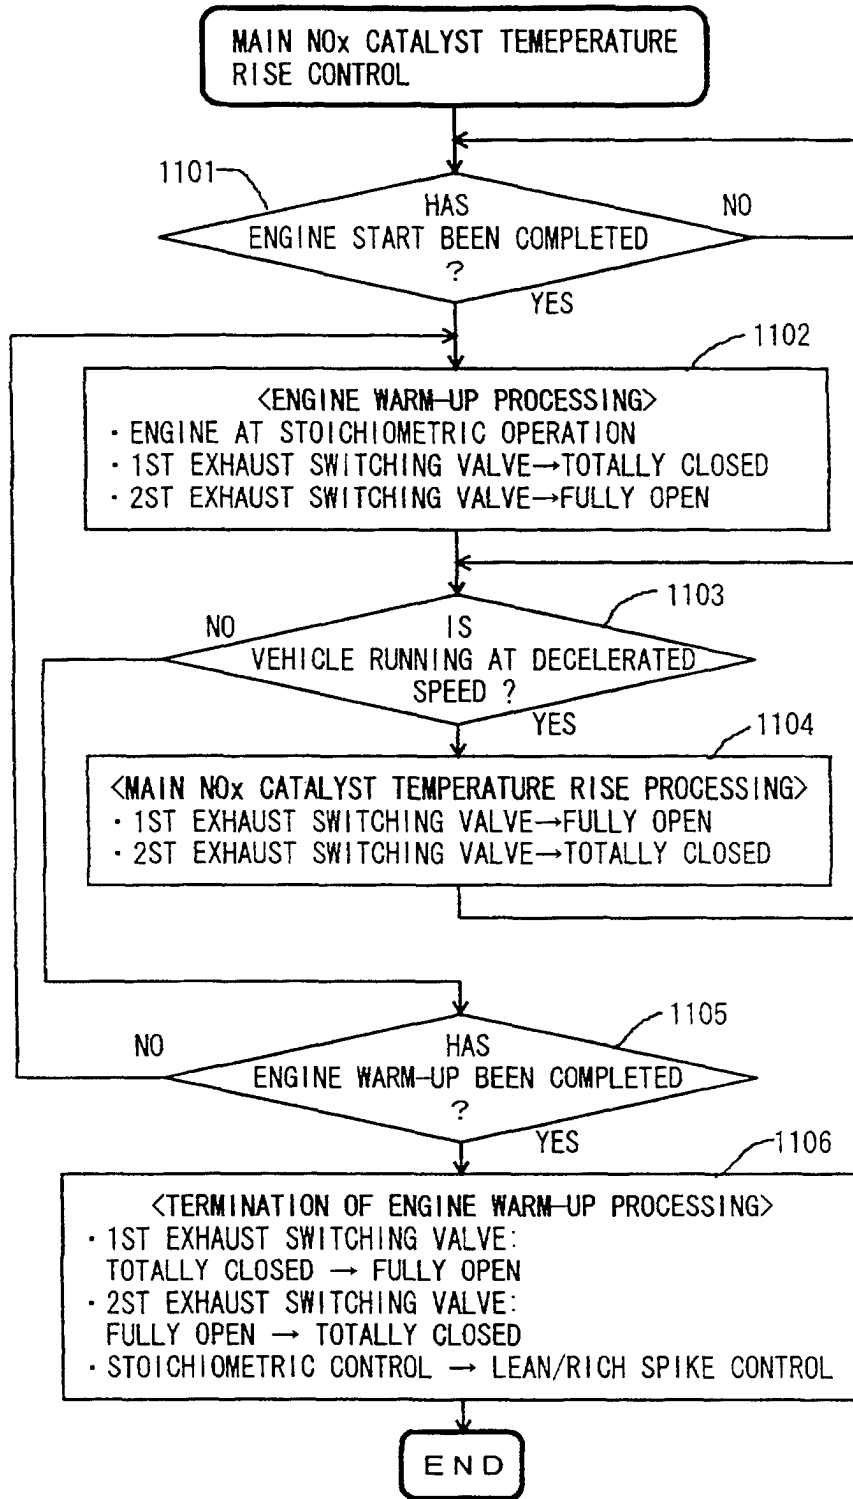 MAIN NOx CATALYST TEMEPERATURE
RISE CONTROL
1101
HAS
ENGINE START BEEN COMPLETED
?
NO
YES
1102
<ENGINE WARM-UP PROCESSING>
・ENGINE AT STOICHIOMETRIC OPERATION
・1ST EXHAUST SWITCHING VALVE→TOTALLY CLOSED
・2ST EXHAUST SWITCHING VALVE→FULLY OPEN
1103
NO
IS
VEHICLE RUNNING AT DECELERATED
SPEED ?
YES
1104
<MAIN NOx CATALYST TEMPERATURE RISE PROCESSING>
・1ST EXHAUST SWITCHING VALVE→FULLY OPEN
・2ST EXHAUST SWITCHING VALVE→TOTALLY CLOSED
1105
NO
HAS
ENGINE WARM-UP BEEN COMPLETED
?
YES
1106
<TERMINATION OF ENGINE WARM-UP PROCESSING>
・1ST EXHAUST SWITCHING VALVE:
TOTALLY CLOSED → FULLY OPEN
・2ST EXHAUST SWITCHING VALVE:
FULLY OPEN → TOTALLY CLOSED
・STOICHIOMETRIC CONTROL → LEAN/RICH SPIKE CONTROL
END